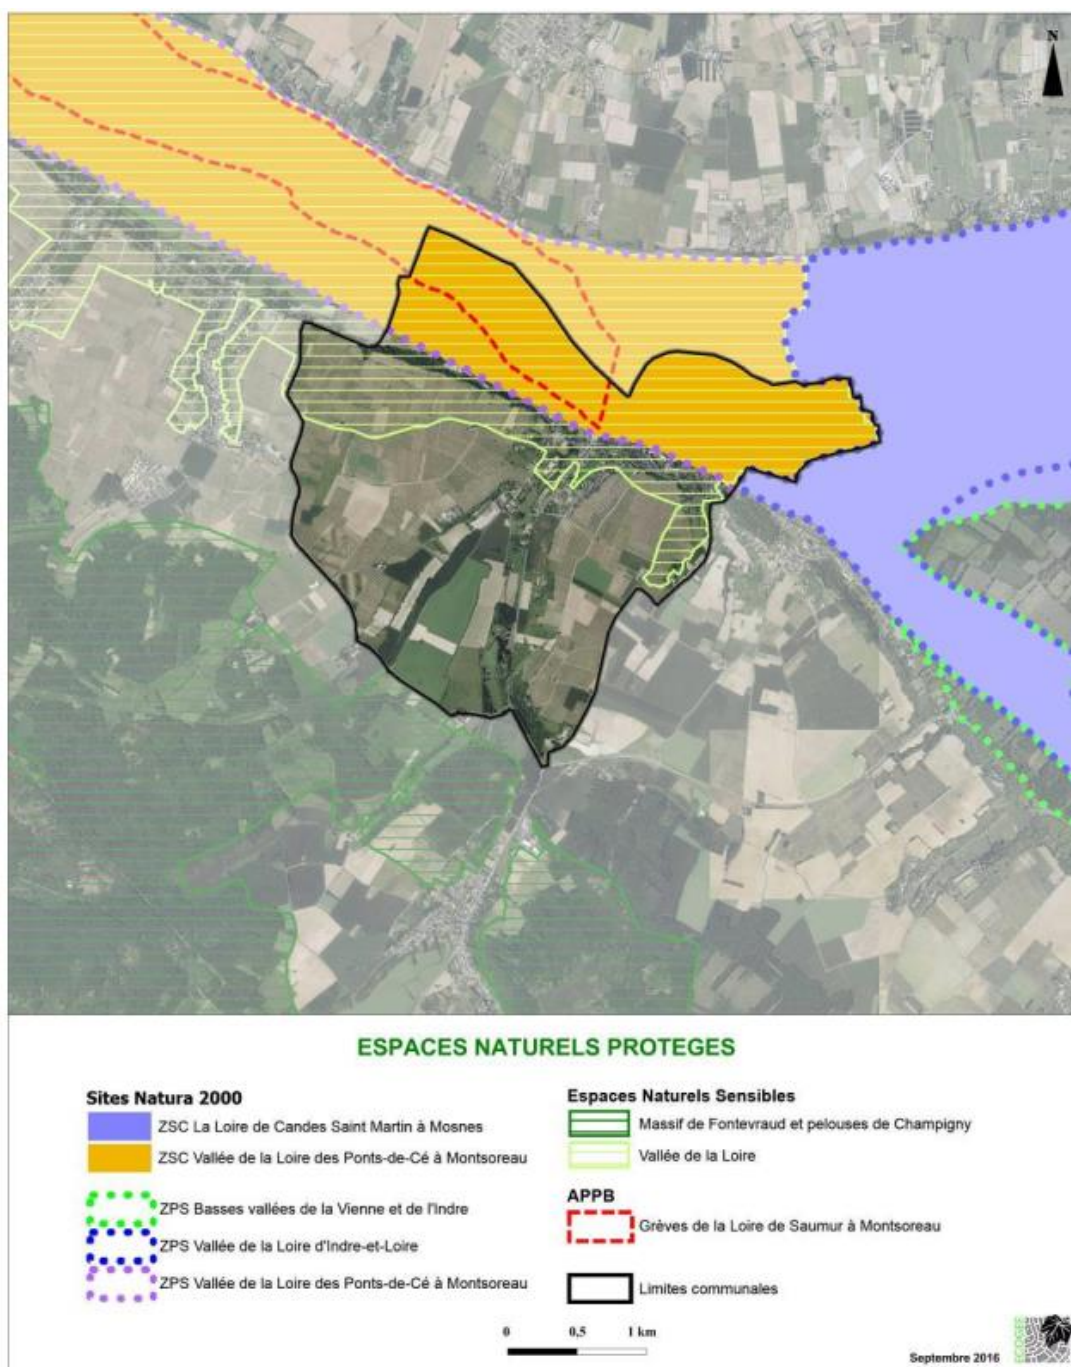 N
ESPACES NATURELS PROTEGES
Sites Natura 2000
ZSC La Loire de Candes Saint Martin à Mosnes
ZSC Vallée de la Loire des Ponts-de-Cé à Montsoreau
ZPS Basses vallées de la Vienne et de l'Indre
ZPS Vallée de la Loire d'Indre-et-Loire
ZPS Vallée de la Loire des Ponts-de-Cé à Montsoreau
Espaces Naturels Sensibles
Massif de Fontevraud et pelouses de Champigny
Vallée de la Loire
APPB
Grèves de la Loire de Saumur à Montsoreau
Limites communales
0 0,5 1 km
Septembre 2016
ECOGEE